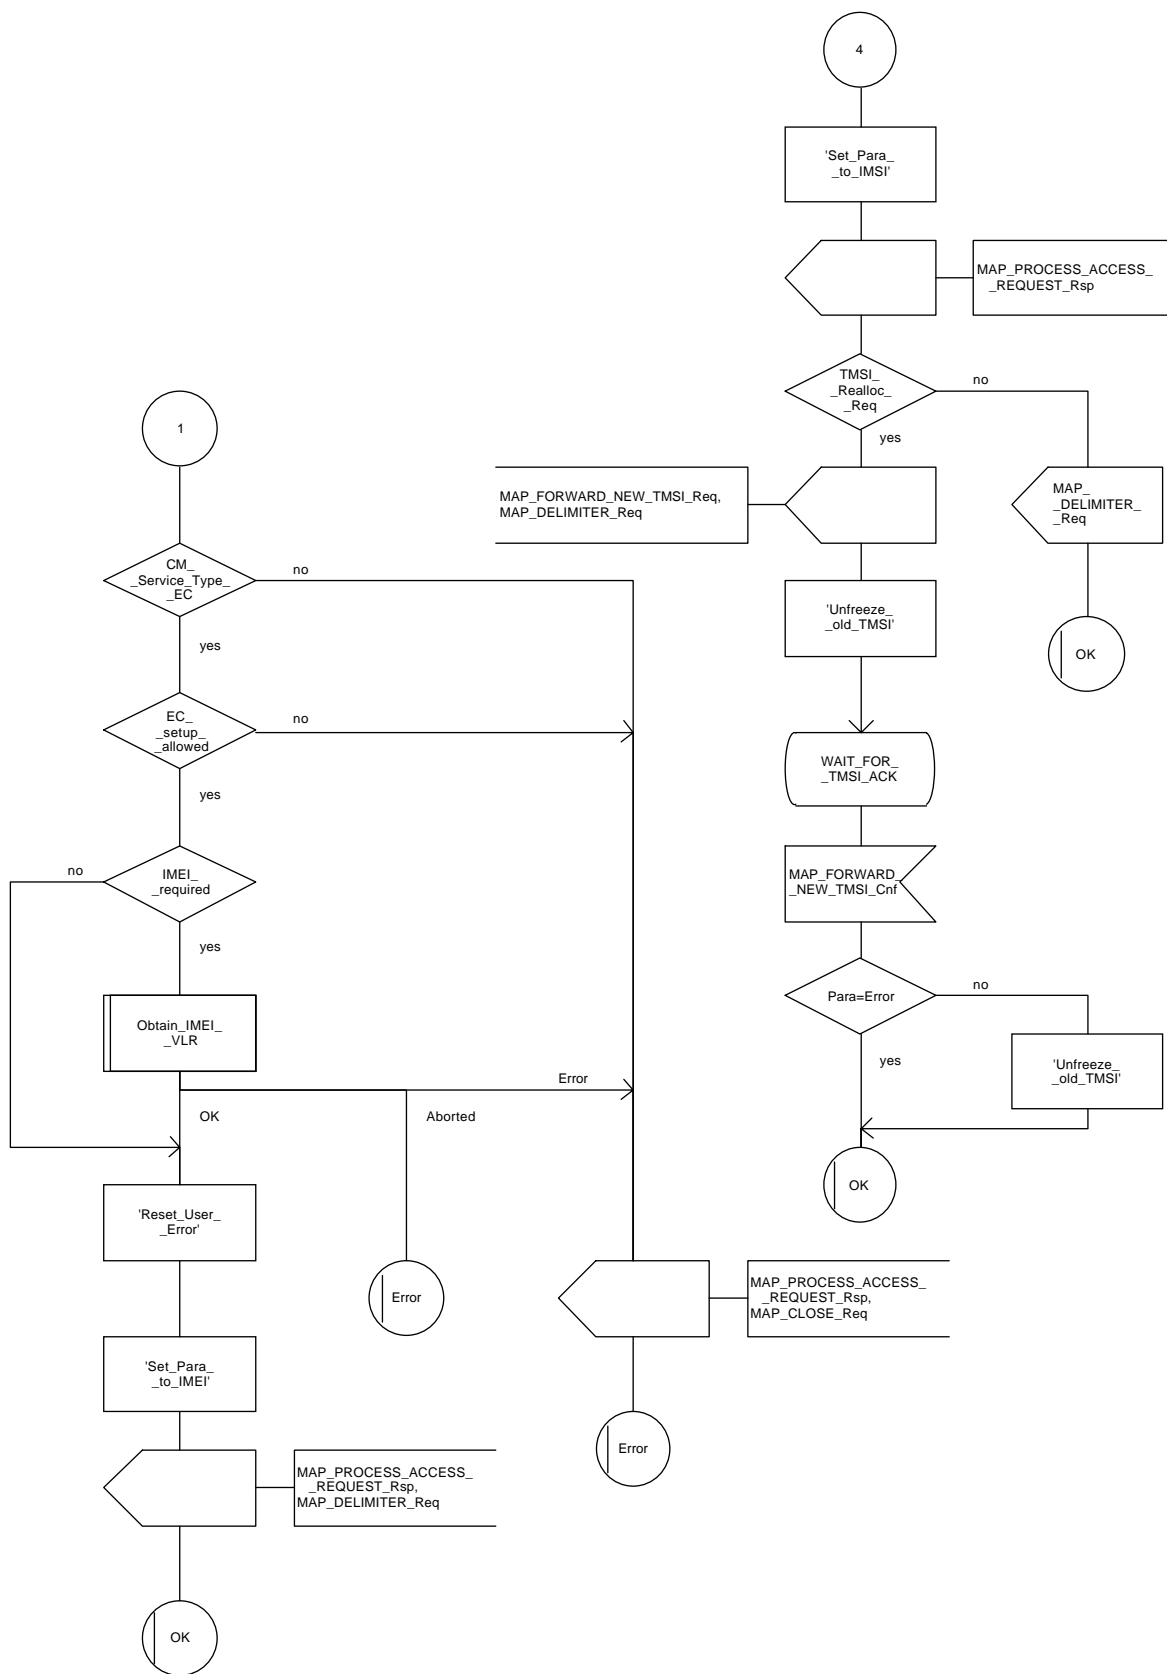 4
'Set_Para_
_to_IMSI'
MAP_PROCESS_ACCESS_
_REQUEST_Rsp
TMSI_
_Realloc_
_Req
no
yes
MAP_FORWARD_NEW_TMSI_Req,
MAP_DELIMITER_Req
MAP_
_DELIMITER_
_Req
'Unfreeze_
_old_TMSI'
OK
WAIT_FOR_
_TMSI_ACK
MAP_FORWARD_
_NEW_TMSI_Cnf
Para=Error
no
yes
'Unfreeze_
_old_TMSI'
OK
1
CM_
_Service_Type_
_EC
no
yes
EC_
_setup_
_allowed
no
yes
IMEI_
_required
no
yes
Obtain_IMEI_
_VLR
Error
OK
Aborted
'Reset_User_
_Error'
Error
MAP_PROCESS_ACCESS_
_REQUEST_Rsp,
MAP_CLOSE_Req
'Set_Para_
_to_IMEI'
Error
MAP_PROCESS_ACCESS_
_REQUEST_Rsp,
MAP_DELIMITER_Req
OK